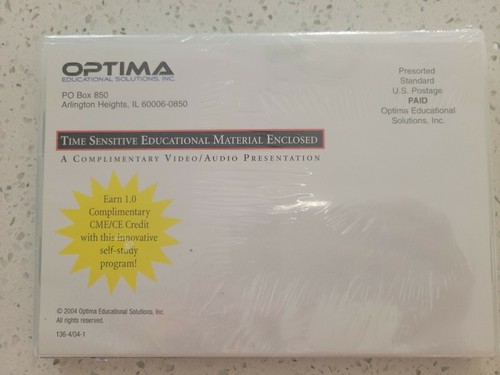 OPTIMA
EDUCATIONAL SOLUTIONS, INC.
PO Box 850
Arlington Heights, IL 60006-0850
Presorted
Standard
U.S. Postage
PAID
Optima Educational
Solutions, Inc.
TIME SENSITIVE EDUCATIONAL MATERIAL ENCLOSED
A COMPLIMENTARY VIDEO/AUDIO PRESENTATION
Earn 1.0
Complimentary
CME/CE Credit
with this innovative
self-study
program!
© 2004 Optima Educational Solutions, Inc.
All rights reserved.
136-4/04-1